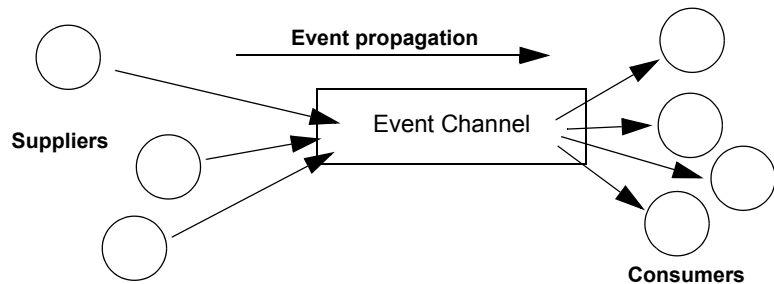 Event propagation
Event Channel
Suppliers
Consumers